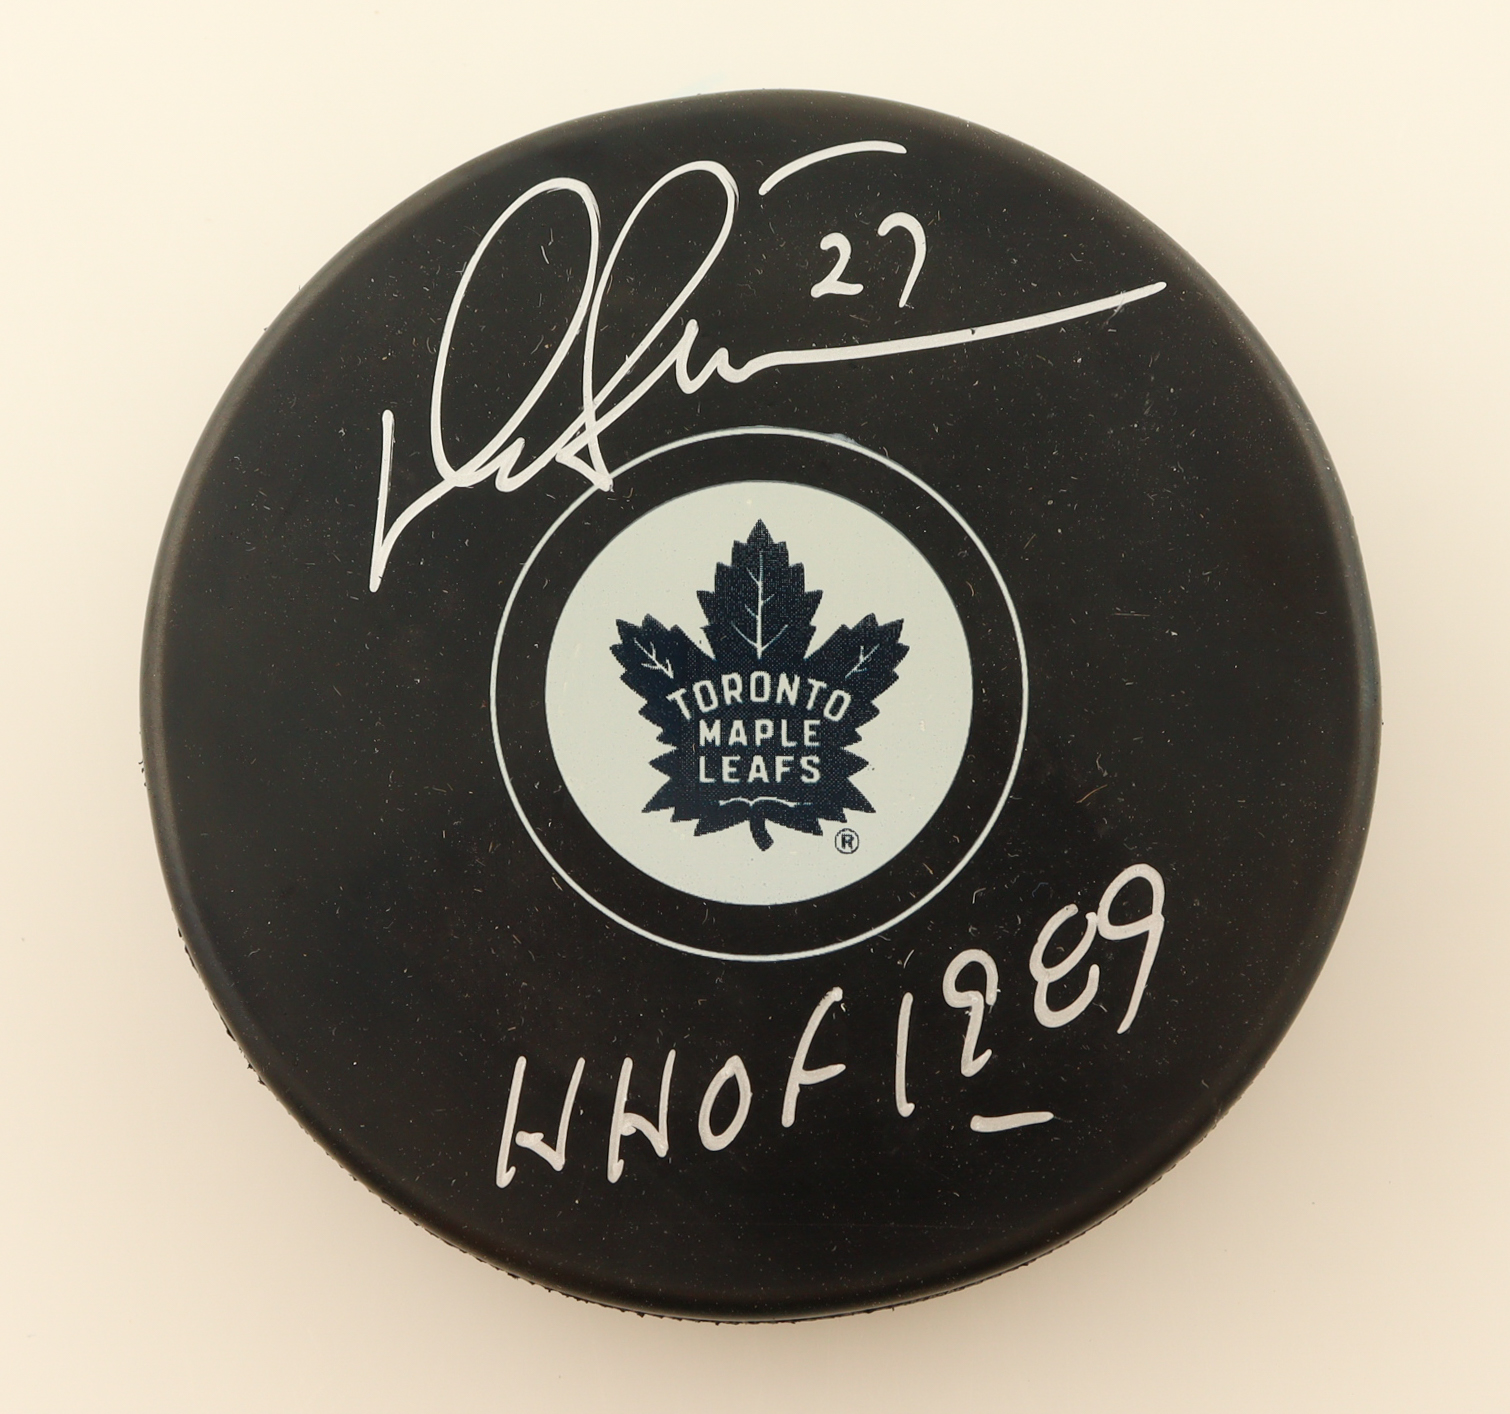 27
TORONTO
MAPLE
LEAFS
®
HHOF 1989